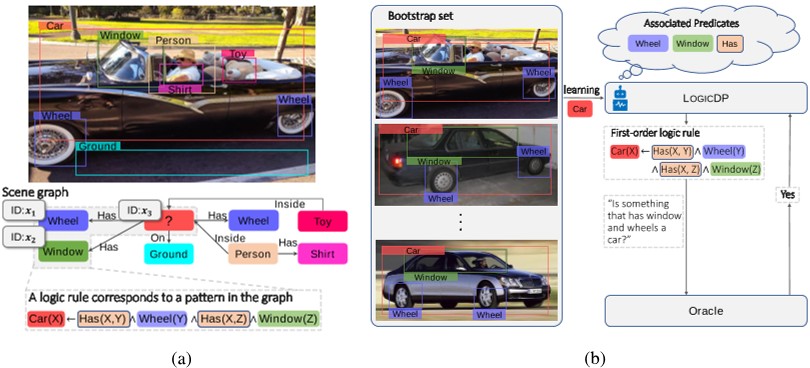 Car
Window
Person
Toy
Shirt
Wheel
Wheel
Ground
Scene graph
ID:x₁
Wheel
Has
ID:x₃
?
Has
Wheel
Inside
Toy
ID:x₂
Window
Has
On
Ground
Inside
Person
Has
Shirt
A logic rule corresponds to a pattern in the graph
Car(X) ← Has(X,Y) ∧ Wheel(Y) ∧ Has(X,Z) ∧ Window(Z)
(a)
Bootstrap set
Car
Window
Wheel
Wheel
Car
Window
Wheel
Wheel
Car
Window
Wheel
Wheel
learning
Car
Associated Predicates
Wheel Window Has
LOGICDP
First-order logic rule
Car(X) ← Has(X, Y) ∧ Wheel(Y)
∧ Has(X, Z) ∧ Window(Z)
"Is something
that has window
and wheels a
car?"
Yes
Oracle
(b)